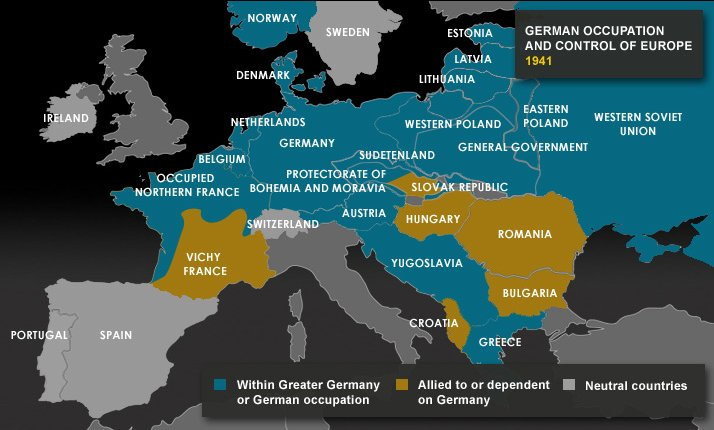 NORWAY
SWEDEN
ESTONIA
GERMAN OCCUPATION
AND CONTROL OF EUROPE
1941
LATVIA
DENMARK
LITHUANIA
IRELAND
NETHERLANDS
EASTERN
POLAND
WESTERN SOVIET
UNION
WESTERN POLAND
GERMANY
GENERAL GOVERNMENT
BELGIUM
SUDETENLAND
OCCUPIED
NORTHERN FRANCE
PROTECTORATE OF
BOHEMIA AND MORAVIA
SLOVAK REPUBLIC
AUSTRIA
HUNGARY
SWITZERLAND
ROMANIA
VICHY
FRANCE
YUGOSLAVIA
BULGARIA
CROATIA
PORTUGAL
SPAIN
GREECE
Within Greater Germany
or German occupation
Allied to or dependent
on Germany
Neutral countries